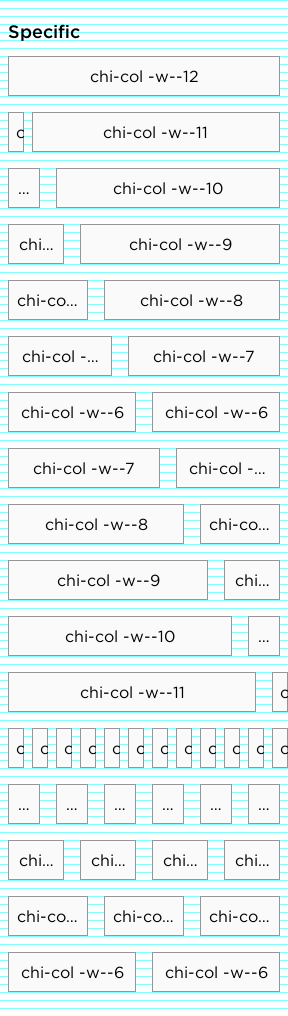 Specific
chi-col -w--12
c chi-col -w--11
... chi-col -w--10
chi... chi-col -w--9
chi-co... chi-col -w--8
chi-col -... chi-col -w--7
chi-col -w--6 chi-col -w--6
chi-col -w--7 chi-col -...
chi-col -w--8 chi-co...
chi-col -w--9 chi...
chi-col -w--10 ...
chi-col -w--11 c
c c c c c c c c c c c c
... ... ... ... ... ...
chi... chi... chi... chi...
chi-co... chi-co... chi-co...
chi-col -w--6 chi-col -w--6